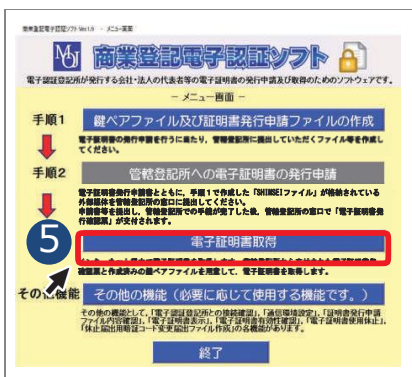 商業登記電子認証ソフト Ver1.6 - メニュー画面
MOJ 商業登記電子認証ソフト
電子認証登記所が発行する会社・法人の代表者等の電子証明書の発行申請及び取得のためのソフトウェアです。
- メニュー画面 -
手順1 鍵ペアファイル及び証明書発行申請ファイルの作成
電子証明書の発行申請を行うに当たり、管轄登記所に提出していただくファイル等を作成し
てください。
手順2 管轄登記所への電子証明書の発行申請
電子証明書発行申請書とともに、手順1で作成した「SHINSEIファイル」が格納されている
外部媒体を管轄登記所の窓口に提出してください。
申請書等を提出し、管轄登記所での手続が完了した後、管轄登記所の窓口で「電子証明書発
行確認票」が交付されます。
5
電子証明書取得
確認票と作成済みの鍵ペアファイルを用意して、電子証明書を取得します。
その他機能 その他の機能(必要に応じて使用する機能です。)
その他の機能として、「電子認証登記所との接続確認」、「通信環境設定」、「証明書発行申請
ファイル内容確認」、「電子証明書表示」、「電子証明書有効性確認」、「電子証明書使用休止」、
「休止届出用暗証コード変更届出ファイル作成」の各機能があります。
終了